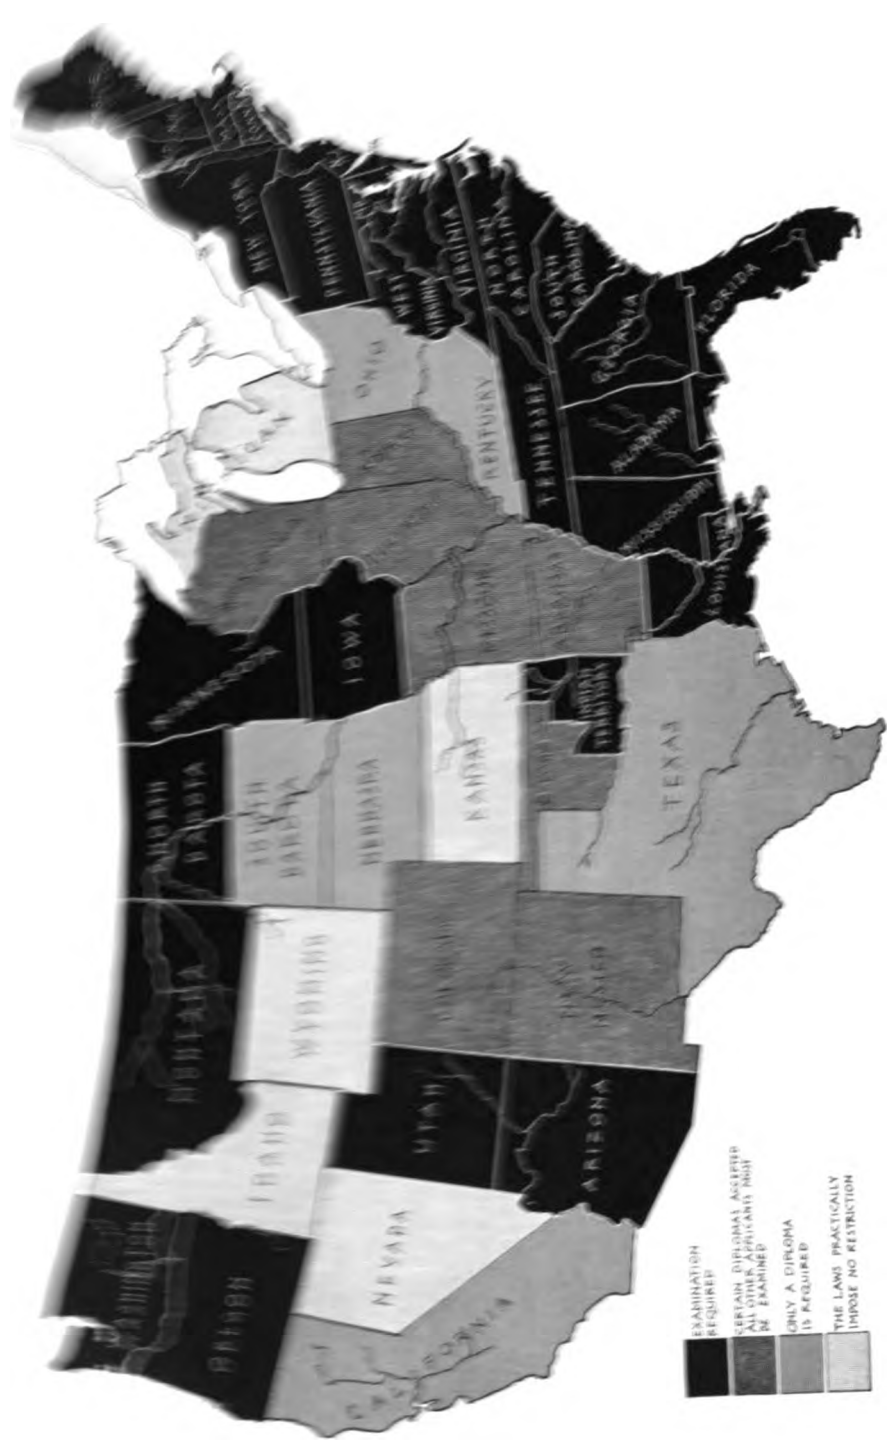 NEW YORK
PENNSYLVANIA
WEST
VIRGINIA
VIRGINIA
NORTH
CAROLINA
SOUTH
CAROLINA
GEORGIA
FLORIDA
OHIO
KENTUCKY
TENNESSEE
ALABAMA
MISSISSIPPI
LOUISIANA
MINNESOTA
IOWA
NORTH
DAKOTA
SOUTH
DAKOTA
NEBRASKA
KANSAS
TEXAS
MONTANA
WYOMING
NEW
MEXICO
IDAHO
UTAH
ARIZONA
NEVADA
CALIFORNIA
EXAMINATION
REQUIRED
CERTAIN DIPLOMAS ACCEPTED
ALL OTHER APPLICANTS MUST
BE EXAMINED
ONLY A DIPLOMA
IS REQUIRED
THE LAWS PRACTICALLY
IMPOSE NO RESTRICTION